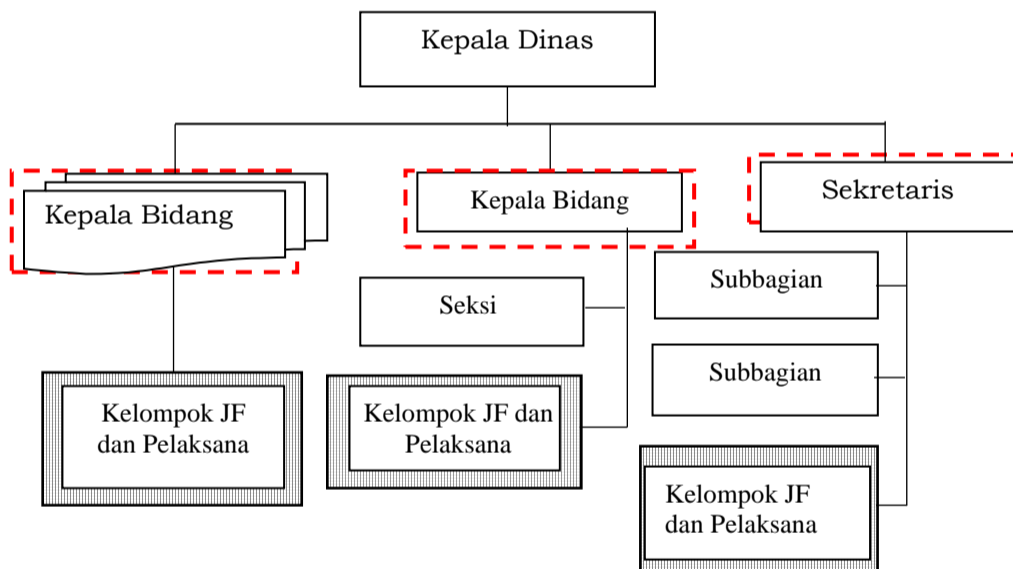 Kepala Dinas
Kepala Bidang
Kepala Bidang
Sekretaris
Seksi
Subbagian
Subbagian
Kelompok JF
dan Pelaksana
Kelompok JF dan
Pelaksana
Kelompok JF
dan Pelaksana